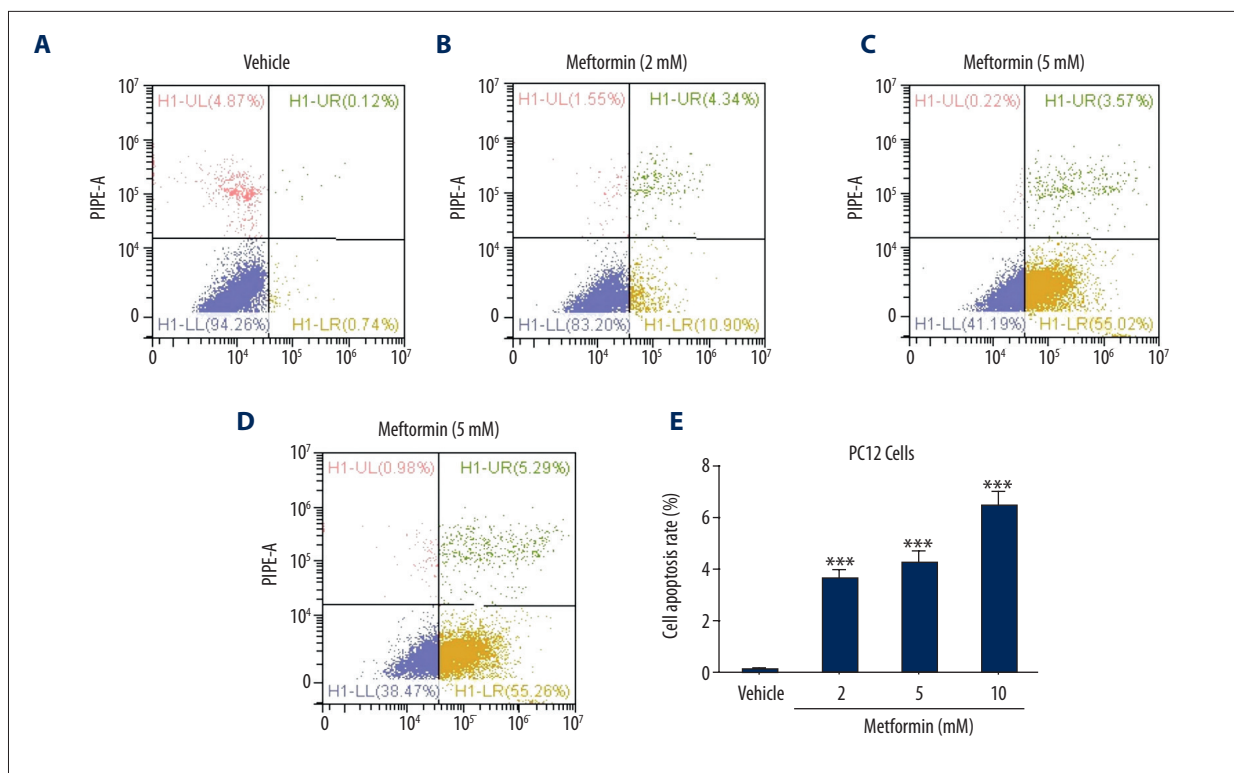 A
Vehicle
10⁷
10⁶
10⁵
10⁴
0
PIPE-A
H1-UL(4.87%)
H1-UR(0.12%)
H1-LL(94.26%)
H1-LR(0.74%)
0
10⁴
10⁵
10⁶
10⁷
B
Meftormin (2 mM)
10⁷
10⁶
10⁵
10⁴
0
PIPE-A
H1-UL(1.55%)
H1-UR(4.34%)
H1-LL(83.20%)
H1-LR(10.90%)
0
10⁴
10⁵
10⁶
10⁷
C
Meftormin (5 mM)
10⁷
10⁶
10⁵
10⁴
0
PIPE-A
H1-UL(0.22%)
H1-UR(3.57%)
H1-LL(41.19%)
H1-LR(55.02%)
0
10⁴
10⁵
10⁶
10⁷
D
Meftormin (5 mM)
10⁷
10⁶
10⁵
10⁴
0
PIPE-A
H1-UL(0.98%)
H1-UR(5.29%)
H1-LL(38.47%)
H1-LR(55.26%)
0
10⁴
10⁵
10⁶
10⁷
E
PC12 Cells
Cell apoptosis rate (%)
8
6
4
2
0
***
***
***
Vehicle
2
5
10
Metformin (mM)